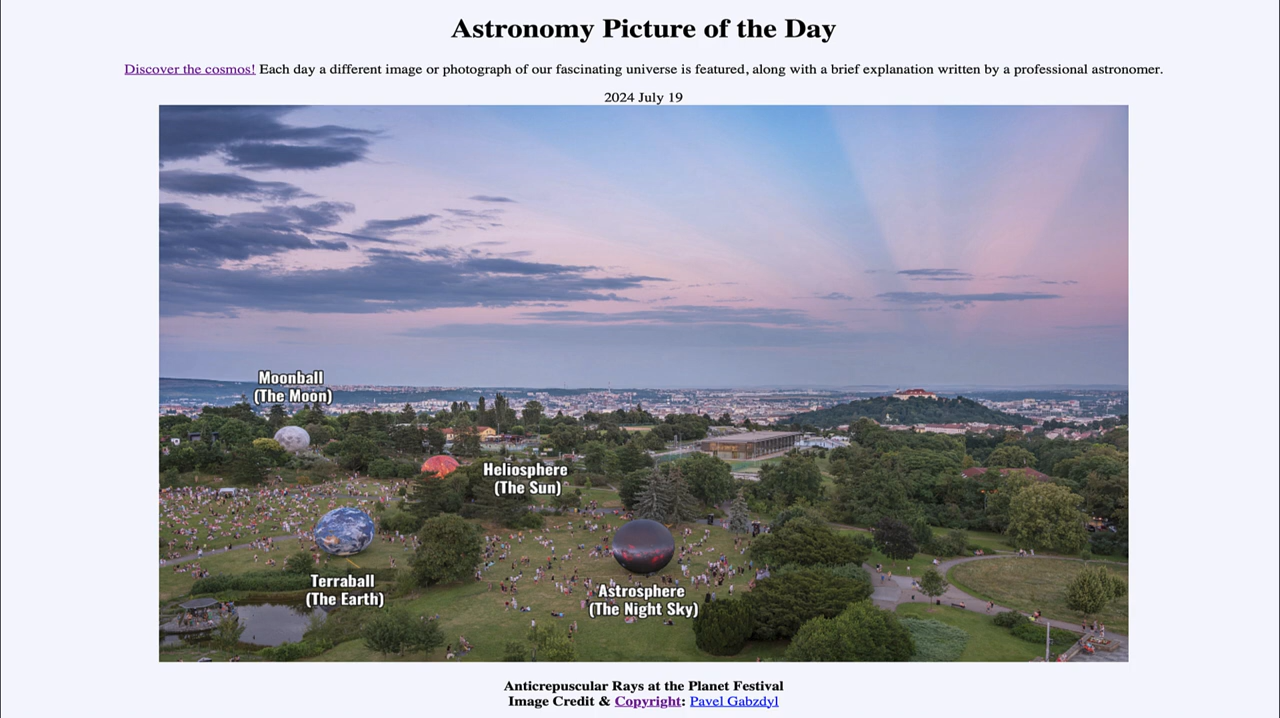 Astronomy Picture of the Day
Discover the cosmos! Each day a different image or photograph of our fascinating universe is featured, along with a brief explanation written by a professional astronomer.
2024 July 19
Moonball
(The Moon)
Heliosphere
(The Sun)
Terraball
(The Earth)
Astrosphere
(The Night Sky)
Anticrepuscular Rays at the Planet Festival
Image Credit & Copyright: Pavel Gabzdyl